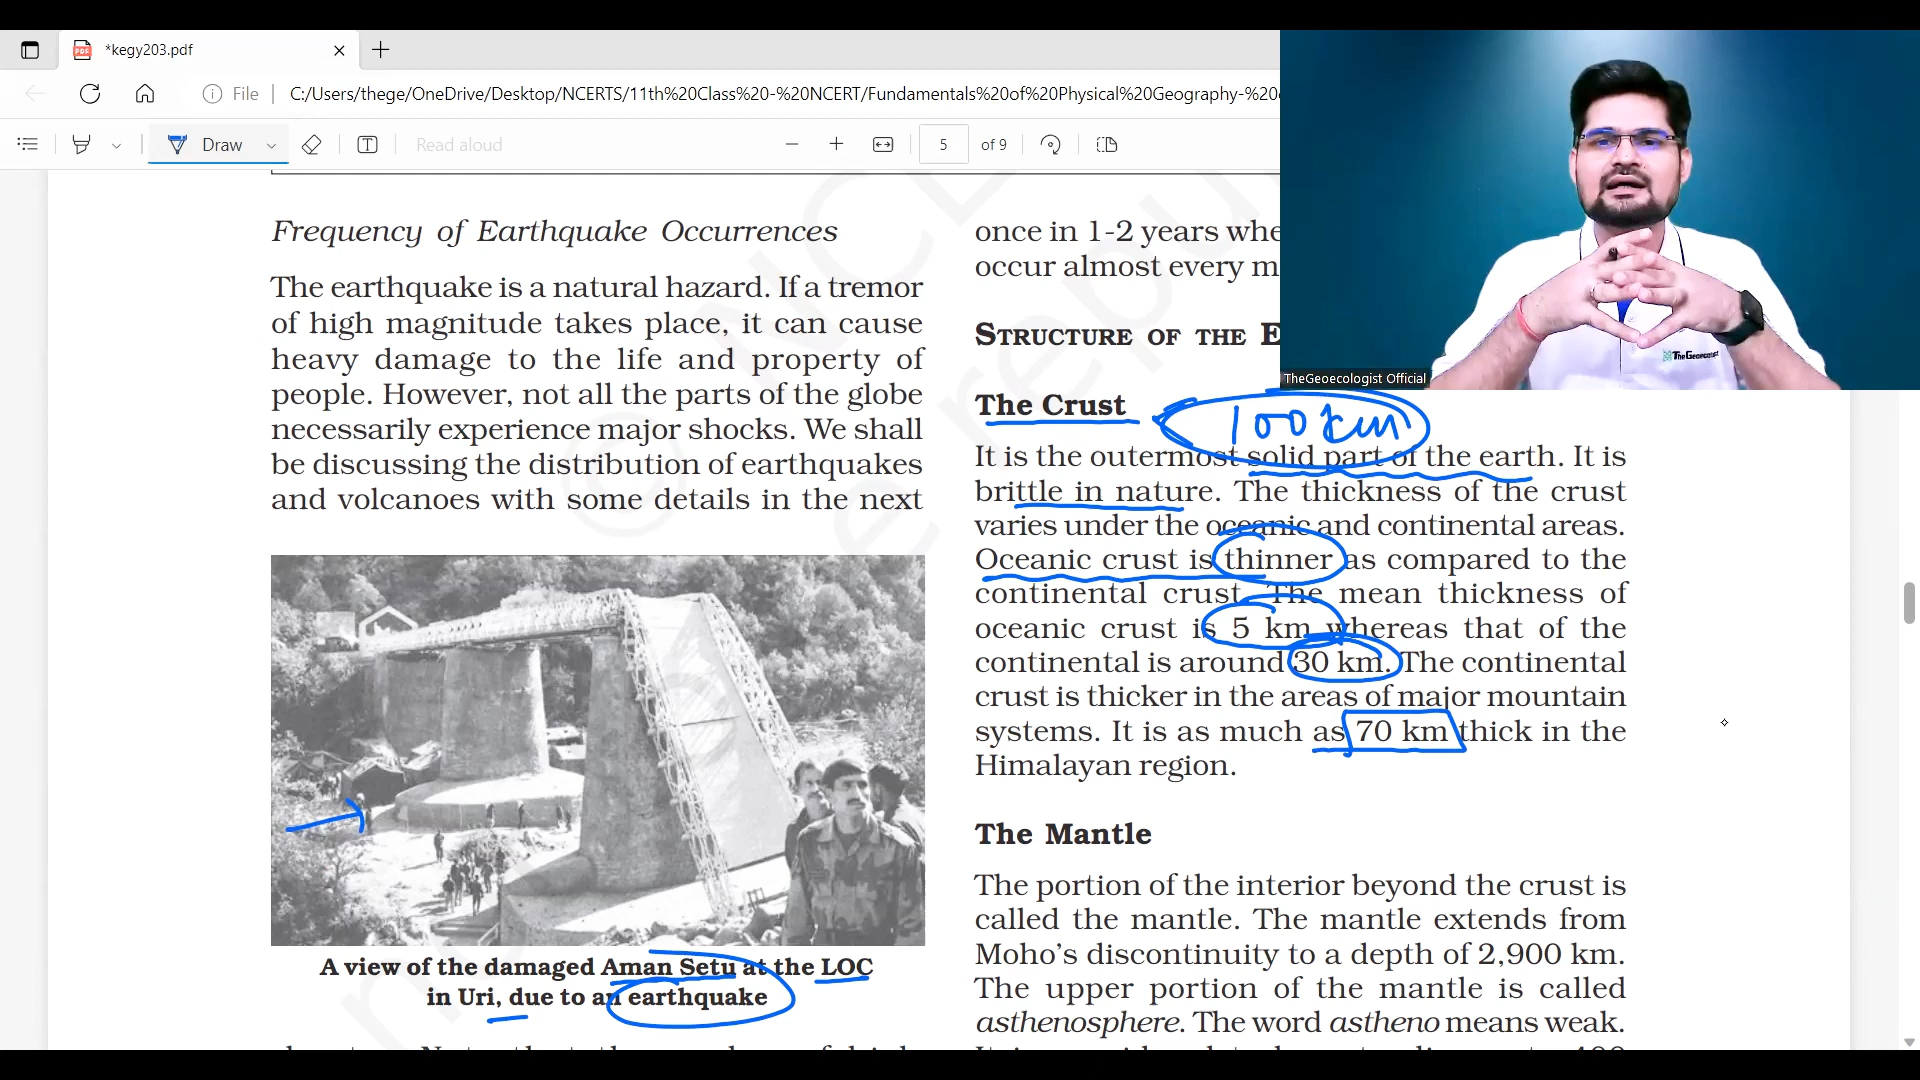 *kegy203.pdf
File
C:/Users/thege/OneDrive/Desktop/NCERTS/11th%20Class%20-%20NCERT/Fundamentals%20of%20Physical%20Geography-%20
Draw
Read aloud
5 of 9
TheGeoecologist Official
Frequency of Earthquake Occurrences
The earthquake is a natural hazard. If a tremor
of high magnitude takes place, it can cause
heavy damage to the life and property of
people. However, not all the parts of the globe
necessarily experience major shocks. We shall
be discussing the distribution of earthquakes
and volcanoes with some details in the next
A view of the damaged Aman Setu at the LOC
in Uri, due to an earthquake
once in 1-2 years whe
occur almost every m
STRUCTURE OF THE E
The Crust
100 km
It is the outermost solid part of the earth. It is
brittle in nature. The thickness of the crust
varies under the oceanic and continental areas.
Oceanic crust is thinner as compared to the
continental crust. The mean thickness of
oceanic crust is 5 km whereas that of the
continental is around 30 km. The continental
crust is thicker in the areas of major mountain
systems. It is as much as 70 km thick in the
Himalayan region.
The Mantle
The portion of the interior beyond the crust is
called the mantle. The mantle extends from
Moho's discontinuity to a depth of 2,900 km.
The upper portion of the mantle is called
asthenosphere. The word astheno means weak.